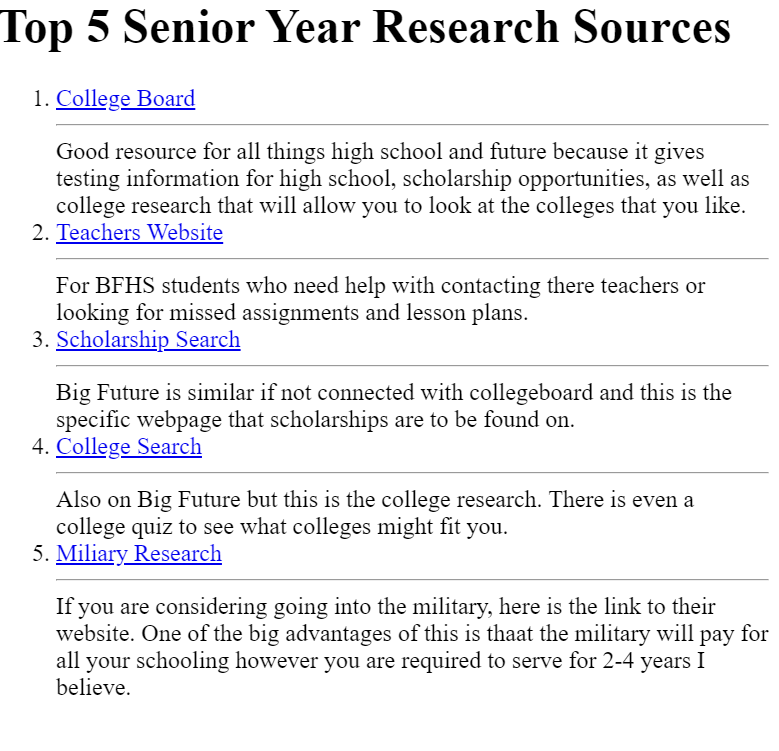 Top 5 Senior Year Research Sources
1. College Board
Good resource for all things high school and future because it gives
testing information for high school, scholarship opportunities, as well as
college research that will allow you to look at the colleges that you like.
2. Teachers Website
For BFHS students who need help with contacting there teachers or
looking for missed assignments and lesson plans.
3. Scholarship Search
Big Future is similar if not connected with collegeboard and this is the
specific webpage that scholarships are to be found on.
4. College Search
Also on Big Future but this is the college research. There is even a
college quiz to see what colleges might fit you.
5. Miliary Research
If you are considering going into the military, here is the link to their
website. One of the big advantages of this is thaat the military will pay for
all your schooling however you are required to serve for 2-4 years I
believe.